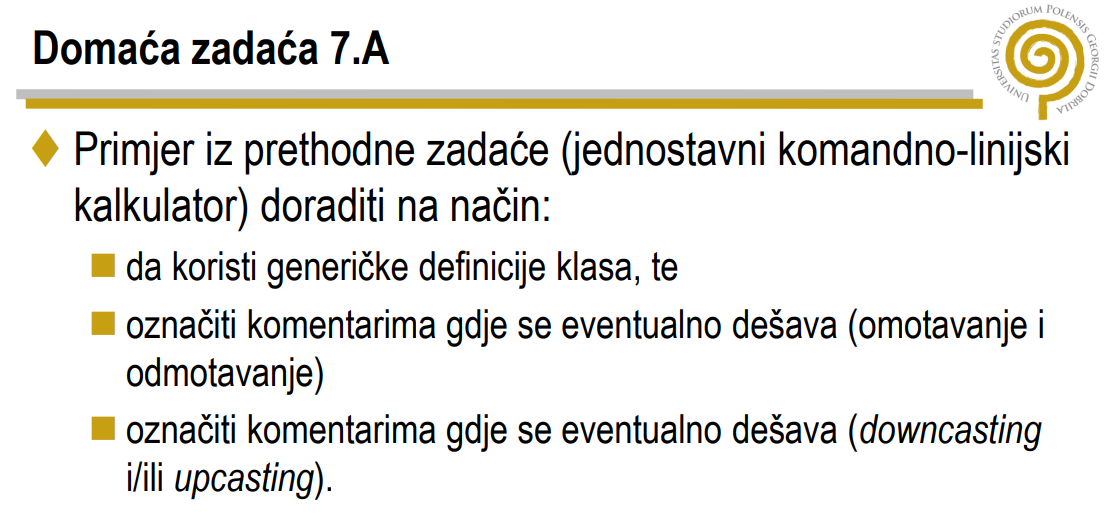 Domaća zadaća 7.A
UNIVERSITAS STUDIORUM POLENSIS GEORGII DOBRILA
Primjer iz prethodne zadaće (jednostavni komandno-linijski
kalkulator) doraditi na način:
da koristi generičke definicije klasa, te
označiti komentarima gdje se eventualno dešava (omotavanje i
odmotavanje)
označiti komentarima gdje se eventualno dešava (downcasting
i/ili upcasting).